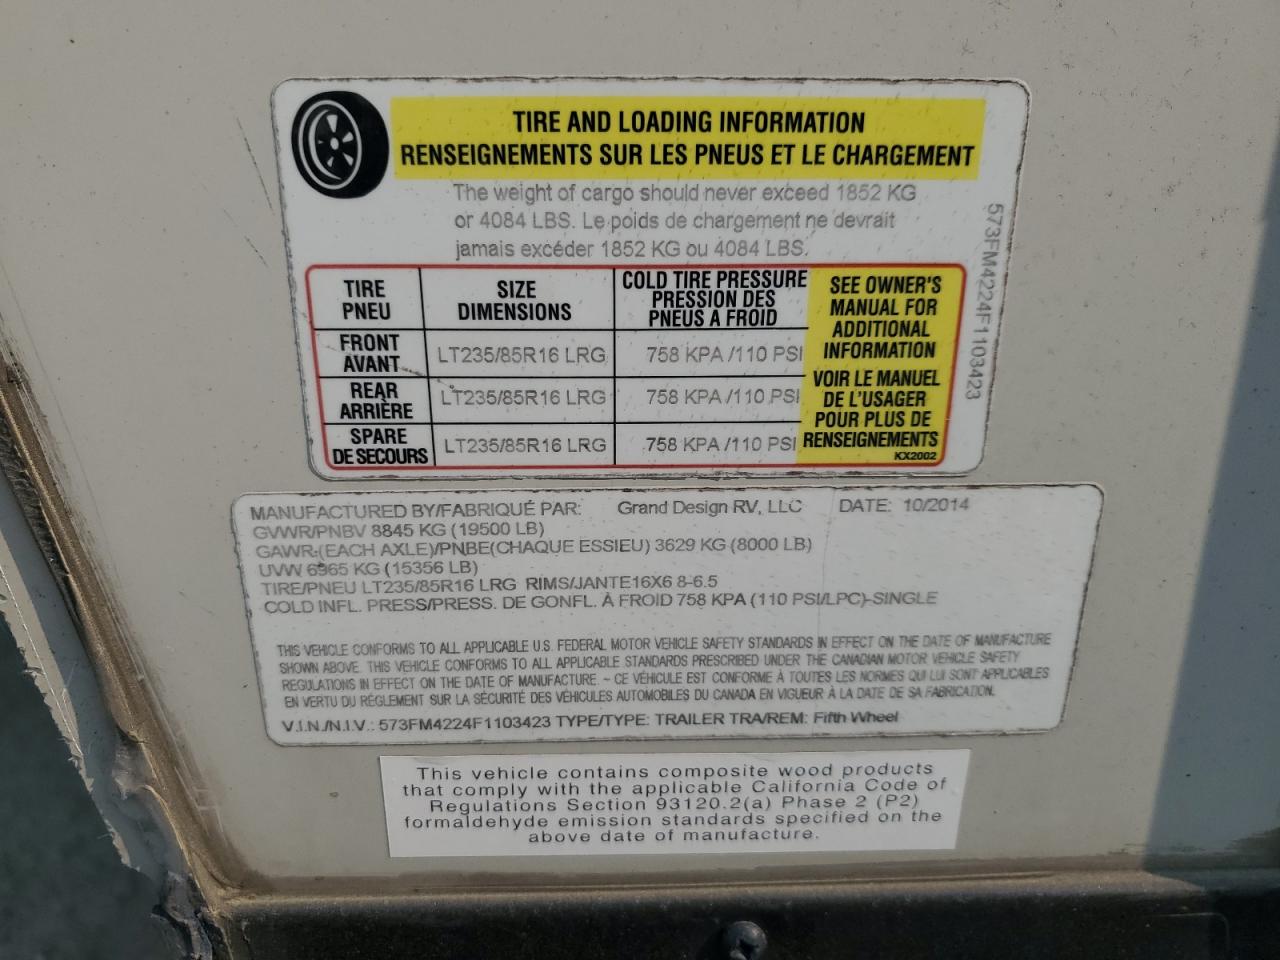 TIRE AND LOADING INFORMATION
RENSEIGNEMENTS SUR LES PNEUS ET LE CHARGEMENT
The weight of cargo should never exceed 1852 KG
or 4084 LBS. Le poids de chargement ne devrait
jamais excéder 1852 KG ou 4084 LBS.
TIRE PNEU
SIZE DIMENSIONS
COLD TIRE PRESSURE PRESSION DES PNEUS A FROID
FRONT AVANT LT235/85R16 LRG 758 KPA /110 PSI
REAR ARRIÈRE LT235/85R16 LRG 758 KPA /110 PSI
SPARE DE SECOURS LT235/85R16 LRG 758 KPA /110 PSI
SEE OWNER'S
MANUAL FOR
ADDITIONAL
INFORMATION
VOIR LE MANUEL
DE L'USAGER
POUR PLUS DE
RENSEIGNEMENTS
KX2002
573FM4224F1103423
MANUFACTURED BY/FABRIQUÉ PAR: Grand Design RV, LLC DATE: 10/2014
GVWR/PNBV 8845 KG (19500 LB)
GAWR:(EACH AXLE)/PNBE(CHAQUE ESSIEU) 3629 KG (8000 LB)
UVW 6965 KG (15356 LB)
TIRE/PNEU LT235/85R16 LRG RIMS/JANTE16X6 8-6.5
COLD INFL. PRESS/PRESS. DE GONFL. À FROID 758 KPA (110 PSI/LPC)-SINGLE
THIS VEHICLE CONFORMS TO ALL APPLICABLE U.S. FEDERAL MOTOR VEHICLE SAFETY STANDARDS IN EFFECT ON THE DATE OF MANUFACTURE
SHOWN ABOVE. THIS VEHICLE CONFORMS TO ALL APPLICABLE STANDARDS PRESCRIBED UNDER THE CANADIAN MOTOR VEHICLE SAFETY
REGULATIONS IN EFFECT ON THE DATE OF MANUFACTURE. ~ CE VÉHICULE EST CONFORME À TOUTES LES NORMES QUI LUI SONT APPLICABLES
EN VERTU DU RÈGLEMENT SUR LA SÉCURITÉ DES VÉHICULES AUTOMOBILES DU CANADA EN VIGUEUR À LA DATE DE SA FABRICATION.
V.I.N./N.I.V.: 573FM4224F1103423 TYPE/TYPE: TRAILER TRA/REM: Fifth Wheel
This vehicle contains composite wood products
that comply with the applicable California Code of
Regulations Section 93120.2(a) Phase 2 (P2)
formaldehyde emission standards specified on the
above date of manufacture.